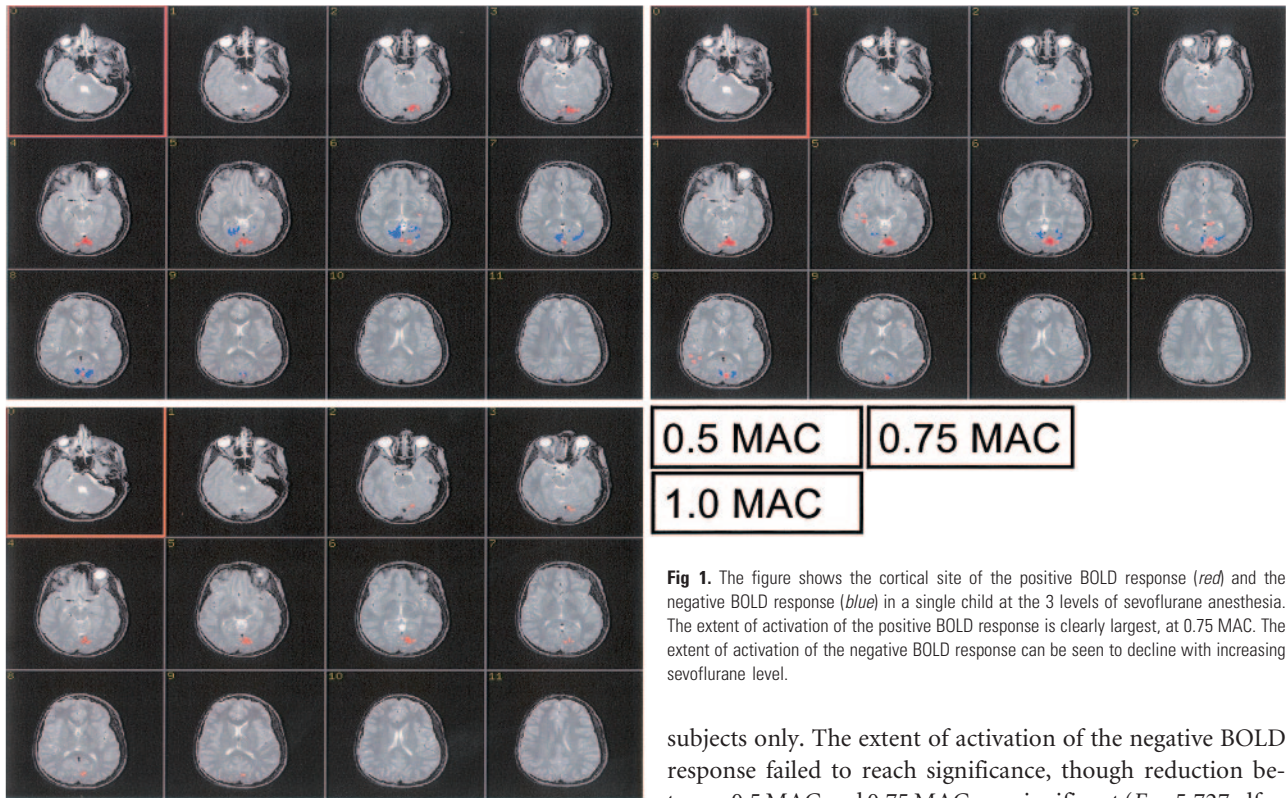 0 1 2 3
4 5 6 7
8 9 10 11
0 1 2 3
4 5 6 7
8 9 10 11
0 1 2 3
4 5 6 7
8 9 10 11
0.5 MAC 0.75 MAC
1.0 MAC
Fig 1. The figure shows the cortical site of the positive BOLD response (red) and the
negative BOLD response (blue) in a single child at the 3 levels of sevoflurane anesthesia.
The extent of activation of the positive BOLD response is clearly largest, at 0.75 MAC. The
extent of activation of the negative BOLD response can be seen to decline with increasing
sevoflurane level.
subjects only. The extent of activation of the negative BOLD
response failed to reach significance, though reduction be-